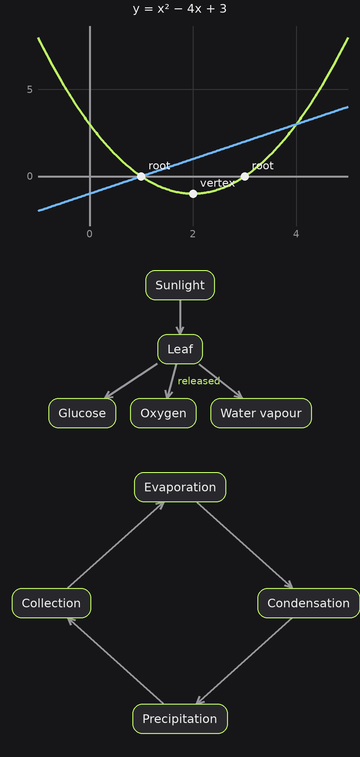 y = x² − 4x + 3
5
root
root
0
vertex
0
2
4
Sunlight
Leaf
released
Glucose
Oxygen
Water vapour
Evaporation
Collection
Condensation
Precipitation